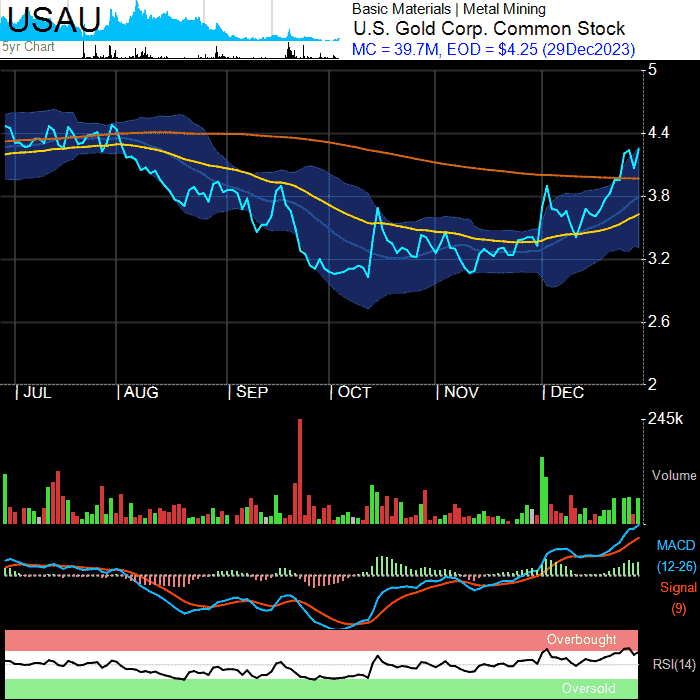 USAU
5yr Chart
Basic Materials | Metal Mining
U.S. Gold Corp. Common Stock
MC = 39.7M, EOD = $4.25 (29Dec2023)
5
4.4
3.8
3.2
2.6
2
JUL AUG SEP OCT NOV DEC
245k
Volume
MACD
(12-26)
Signal
(9)
Overbought
RSI(14)
Oversold